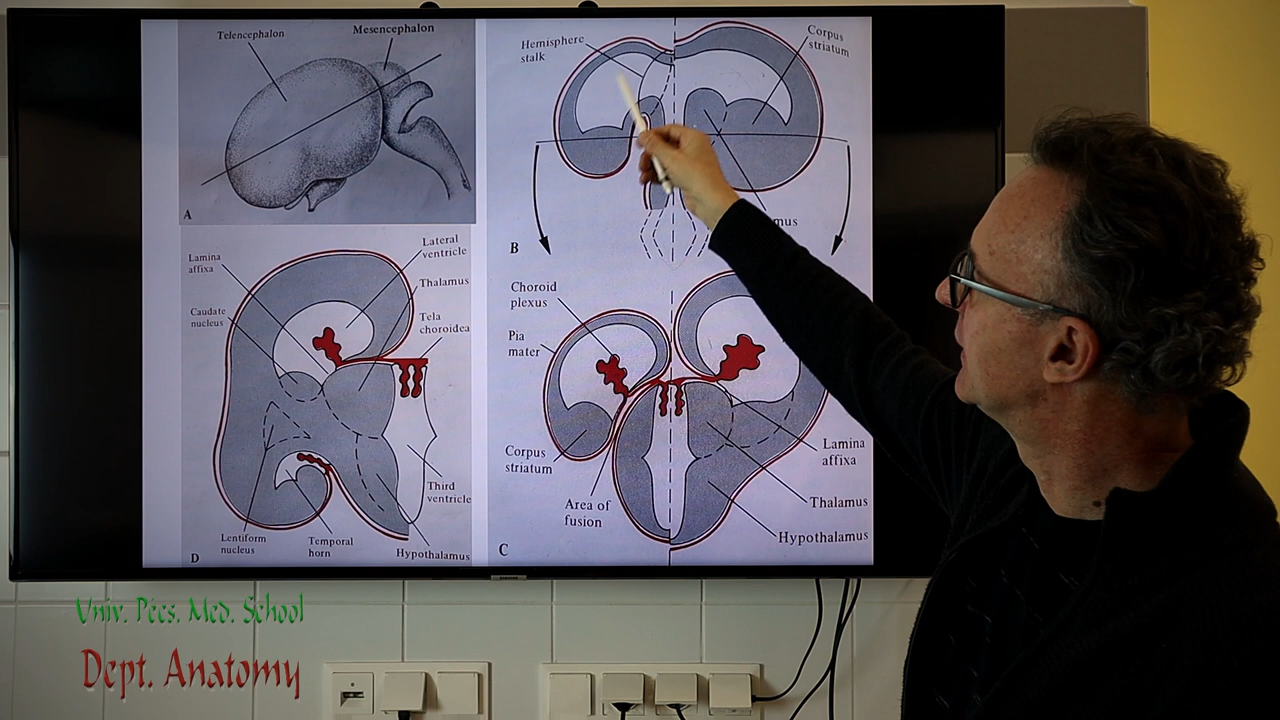 Telencephalon
Mesencephalon
A
Hemisphere
stalk
Corpus
striatum
B
Lamina
affixa
Caudate
nucleus
Lateral
ventricle
Thalamus
Tela
choroidea
Third
ventricle
Lentiform
nucleus
Temporal
horn
Hypothalamus
D
Choroid
plexus
Pia
mater
Corpus
striatum
Area of
fusion
Lamina
affixa
Thalamus
Hypothalamus
C
Univ. Pécs. Med. School
Dept. Anatomy